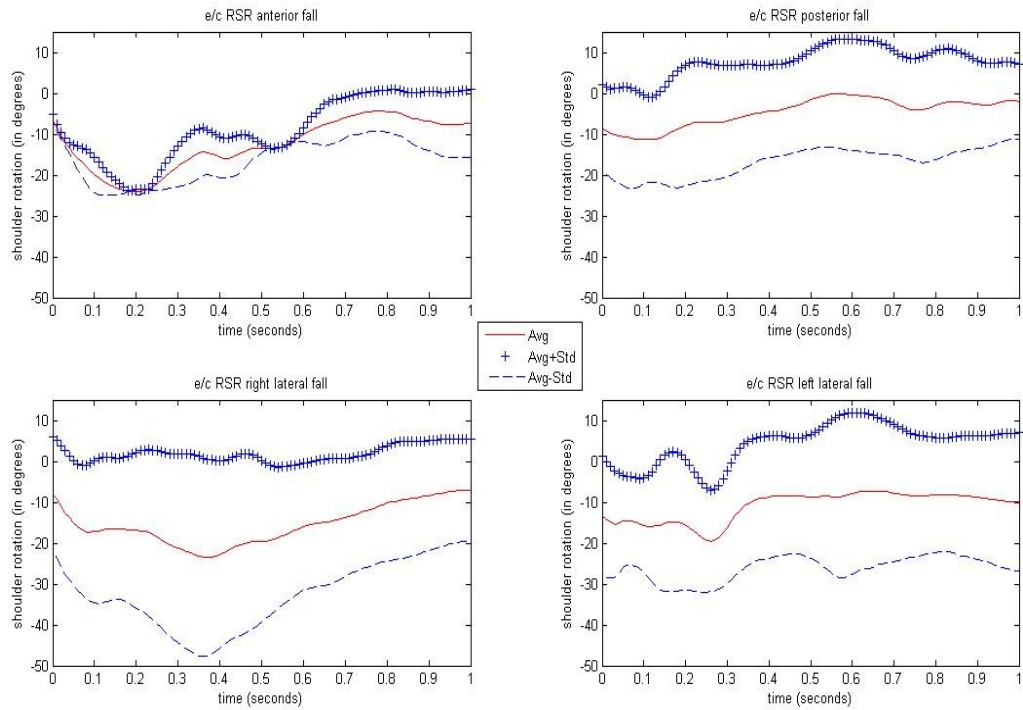 e/c RSR anterior fall
shoulder rotation (in degrees)
10
0
-10
-20
-30
-40
-50
0 0.1 0.2 0.3 0.4 0.5 0.6 0.7 0.8 0.9 1
time (seconds)
e/c RSR posterior fall
shoulder rotation (in degrees)
10
0
-10
-20
-30
-40
-50
0 0.1 0.2 0.3 0.4 0.5 0.6 0.7 0.8 0.9 1
time (seconds)
Avg
Avg+Std
Avg-Std
e/c RSR right lateral fall
shoulder rotation (in degrees)
10
0
-10
-20
-30
-40
-50
0 0.1 0.2 0.3 0.4 0.5 0.6 0.7 0.8 0.9 1
time (seconds)
e/c RSR left lateral fall
shoulder rotation (in degrees)
10
0
-10
-20
-30
-40
-50
0 0.1 0.2 0.3 0.4 0.5 0.6 0.7 0.8 0.9 1
time (seconds)